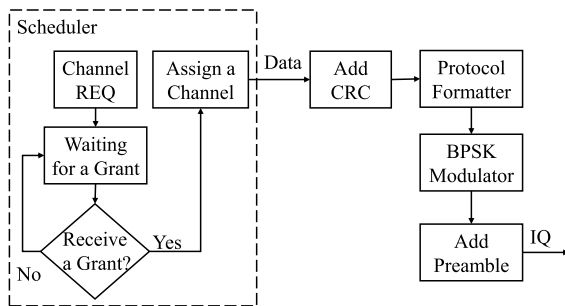 Scheduler
Channel
REQ
Waiting
for a Grant
Receive
a Grant?
No
Yes
Assign a
Channel
Data
Add
CRC
Protocol
Formatter
BPSK
Modulator
Add
Preamble
IQ